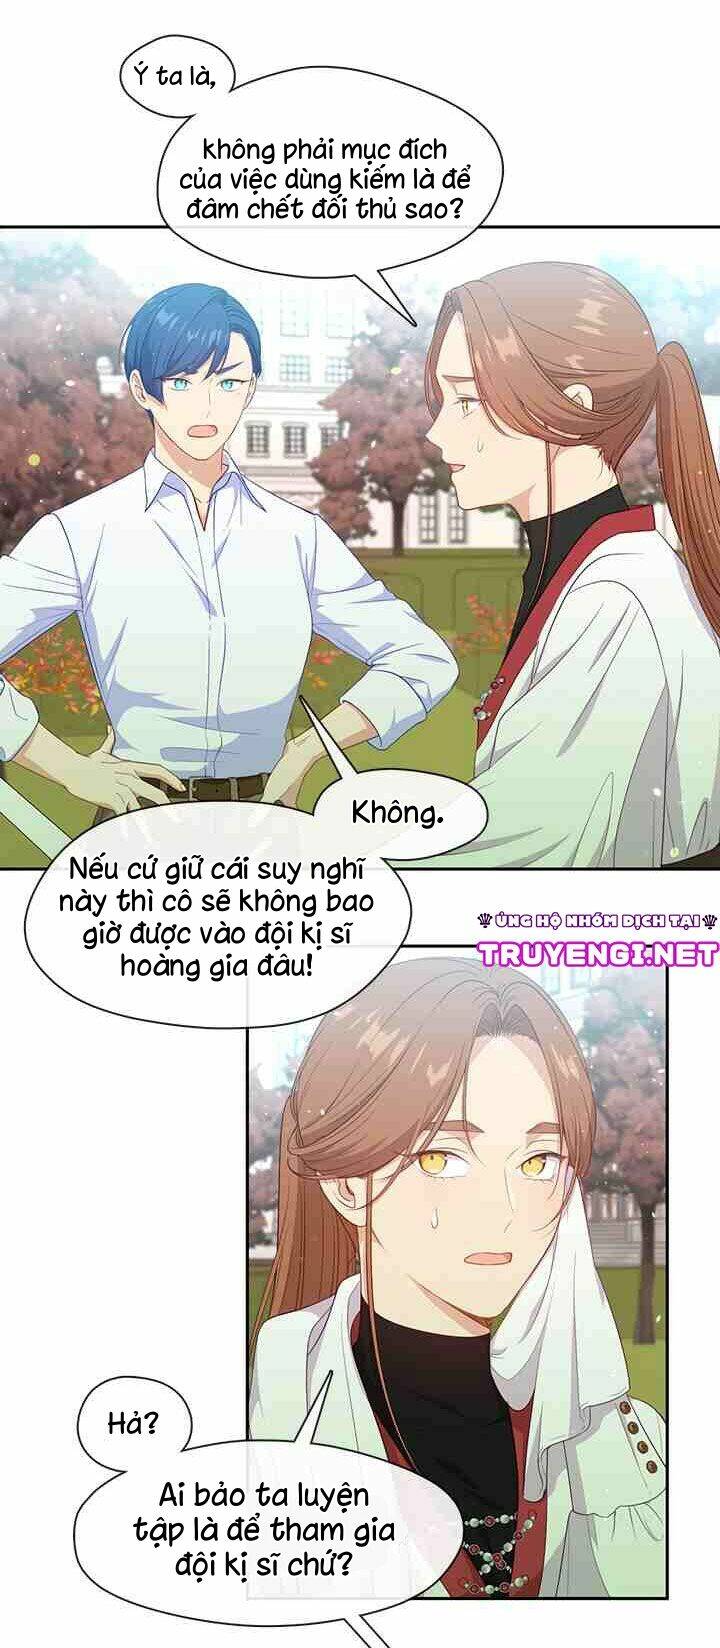 Ý ta là,
không phải mục đích
của việc dùng kiếm là để
đâm chết đối thủ sao?
Không.
Nếu cứ giữ cái suy nghĩ
này thì cô sẽ không bao
giờ được vào đội kị sĩ
hoàng gia đâu!
ỦNG HỘ NHÓM DỊCH TẠI
TRUYENGI.NET
Hả?
Ai bảo ta luyện
tập là để tham gia
đội kị sĩ chứ?